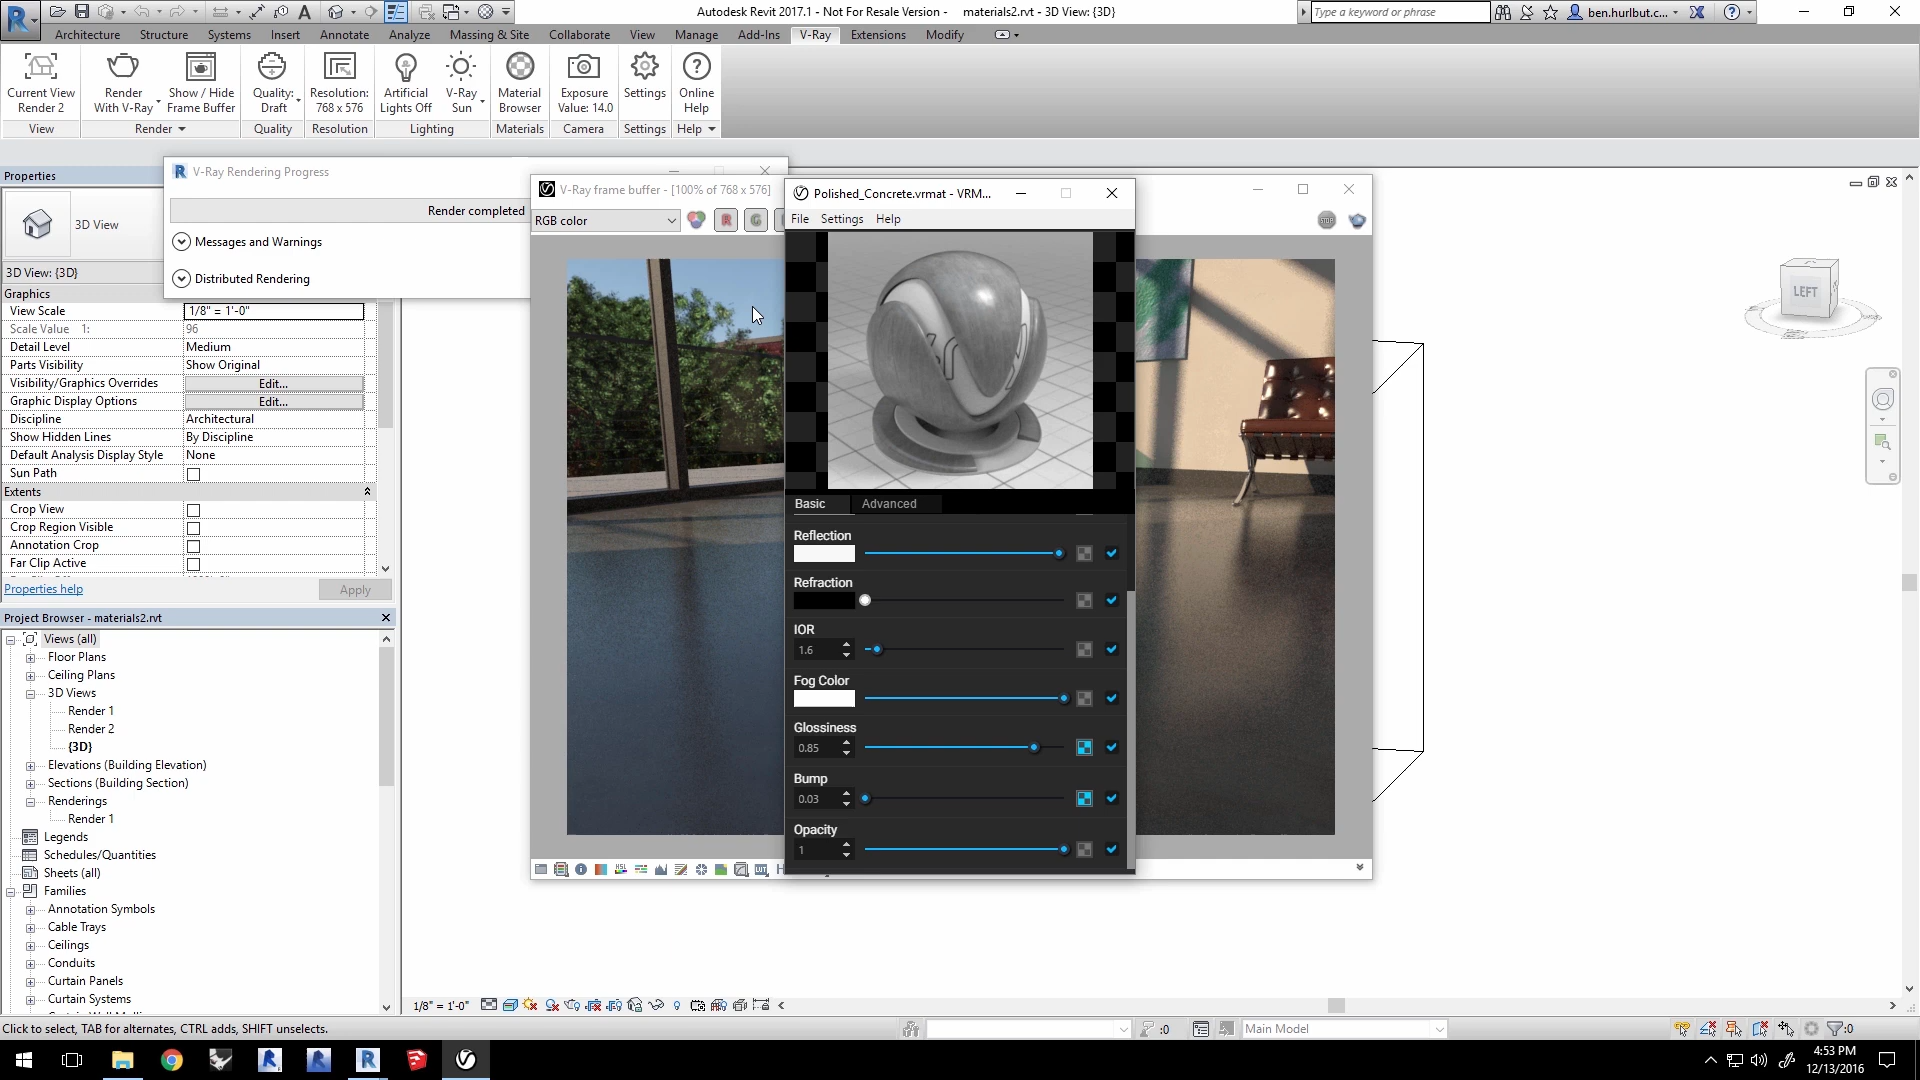 Autodesk Revit 2017.1 - Not For Resale Version - materials2.rvt - 3D View: {3D}
Type a keyword or phrase
ben.hurlbut.c...
Architecture Structure Systems Insert Annotate Analyze Massing & Site Collaborate View Manage Add-Ins V-Ray Extensions Modify
Current View
Render 2
Render
With V-Ray
Show / Hide
Frame Buffer
Quality:
Draft
Resolution:
768 x 576
Artificial
Lights Off
V-Ray
Sun
Material
Browser
Exposure
Value: 14.0
Settings
Online
Help
View Render Quality Resolution Lighting Materials Camera Settings Help
Properties
3D View
3D View: {3D}
Graphics
View Scale 1/8" = 1'-0"
Scale Value 1: 96
Detail Level Medium
Parts Visibility Show Original
Visibility/Graphics Overrides Edit...
Graphic Display Options Edit...
Discipline Architectural
Show Hidden Lines By Discipline
Default Analysis Display Style None
Sun Path
Extents
Crop View
Crop Region Visible
Annotation Crop
Far Clip Active
Properties help Apply
Project Browser - materials2.rvt
Views (all)
Floor Plans
Ceiling Plans
3D Views
Render 1
Render 2
{3D}
Elevations (Building Elevation)
Sections (Building Section)
Renderings
Render 1
Legends
Schedules/Quantities
Sheets (all)
Families
Annotation Symbols
Cable Trays
Ceilings
Conduits
Curtain Panels
Curtain Systems
V-Ray Rendering Progress
Render completed
Messages and Warnings
Distributed Rendering
V-Ray frame buffer - [100% of 768 x 576]
RGB color
R
G
STOP
Polished_Concrete.vrmat - VRM...
File Settings Help
Basic Advanced
Reflection
Refraction
IOR
1.6
Fog Color
Glossiness
0.85
Bump
0.03
Opacity
1
HSL
LUT
LEFT
1/8" = 1'-0"
Click to select, TAB for alternates, CTRL adds, SHIFT unselects.
:0
Main Model
:0
4:53 PM
12/13/2016